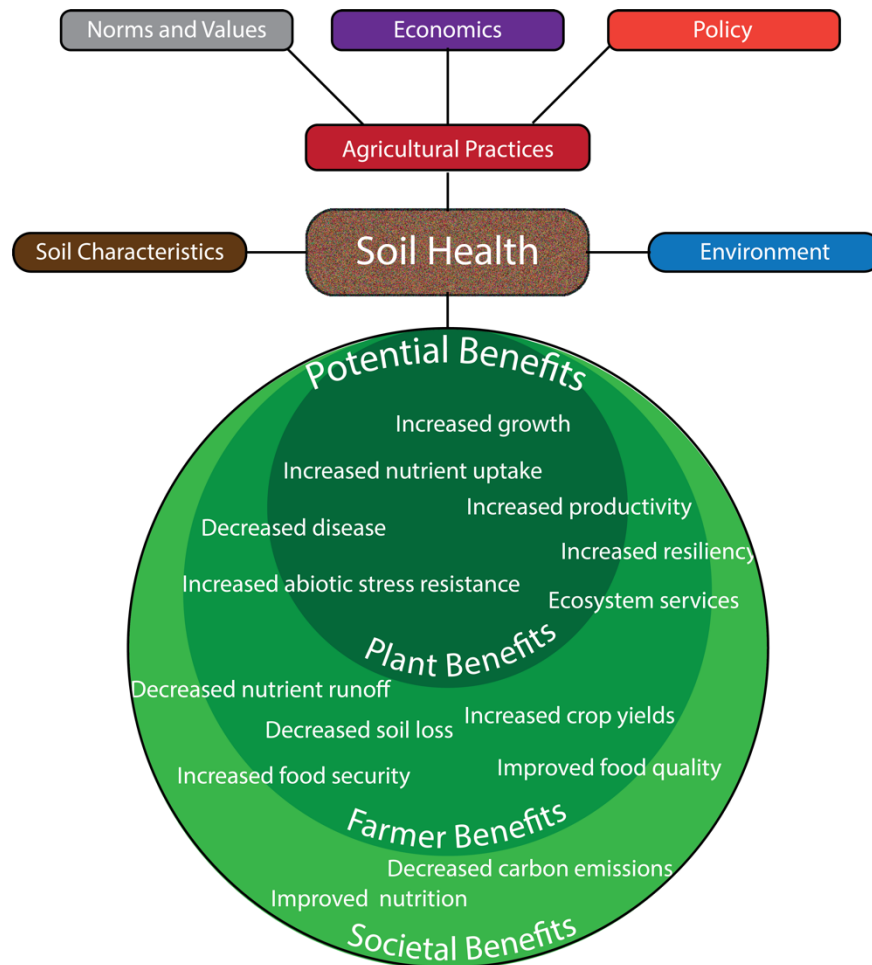 Norms and Values
Economics
Policy
Agricultural Practices
Soil Characteristics
Soil Health
Environment
Potential Benefits
Increased growth
Increased nutrient uptake
Increased productivity
Decreased disease
Increased resiliency
Increased abiotic stress resistance
Ecosystem services
Plant Benefits
Decreased nutrient runoff
Increased crop yields
Decreased soil loss
Improved food quality
Increased food security
Farmer Benefits
Decreased carbon emissions
Improved nutrition
Societal Benefits